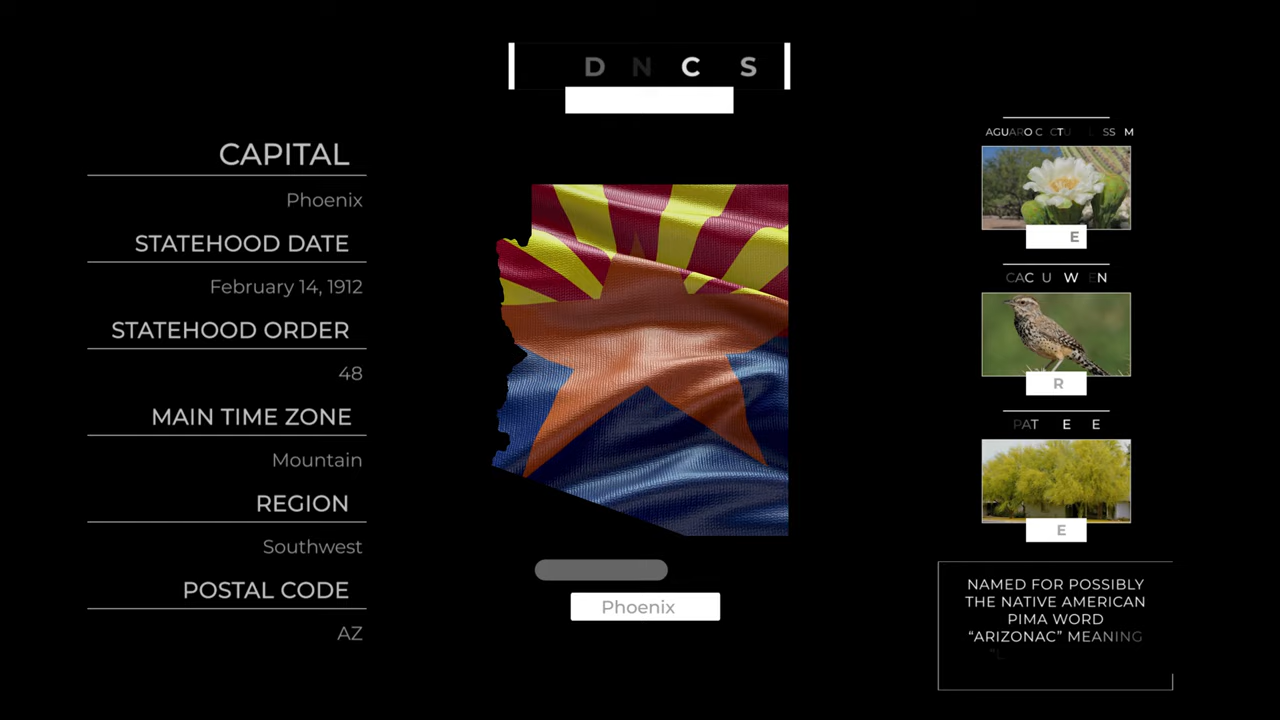 D N C S
CAPITAL
Phoenix
STATEHOOD DATE
February 14, 1912
STATEHOOD ORDER
48
MAIN TIME ZONE
Mountain
REGION
Southwest
POSTAL CODE
AZ
Phoenix
E
R
E
NAMED FOR POSSIBLY
THE NATIVE AMERICAN
PIMA WORD
“ARIZONAC” MEANING